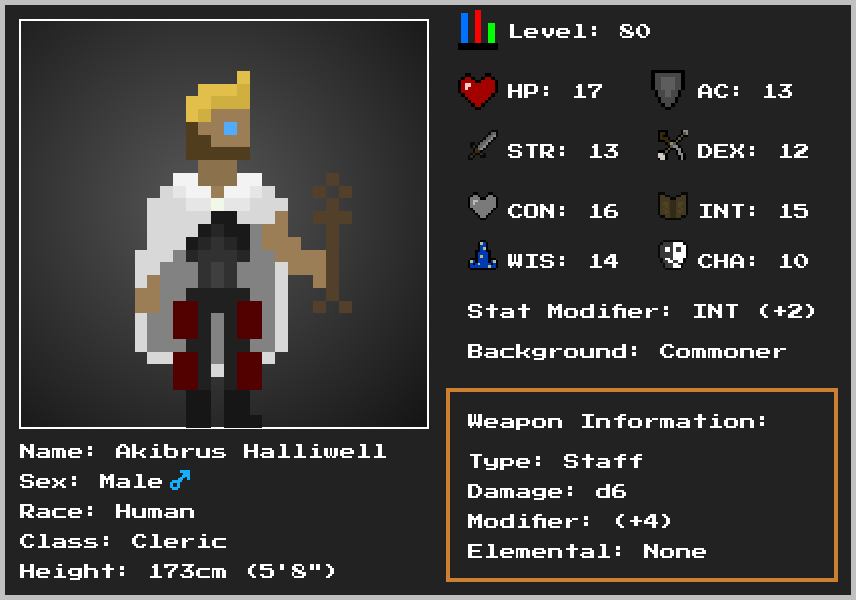 Level: 80
HP: 17 AC: 13
STR: 13 DEX: 12
CON: 16 INT: 15
WIS: 14 CHA: 10
Stat Modifier: INT (+2)
Background: Commoner
Weapon Information:
Type: Staff
Damage: d6
Modifier: (+4)
Elemental: None
Name: Akibrus Halliwell
Sex: Male♂
Race: Human
Class: Cleric
Height: 173cm (5'8")